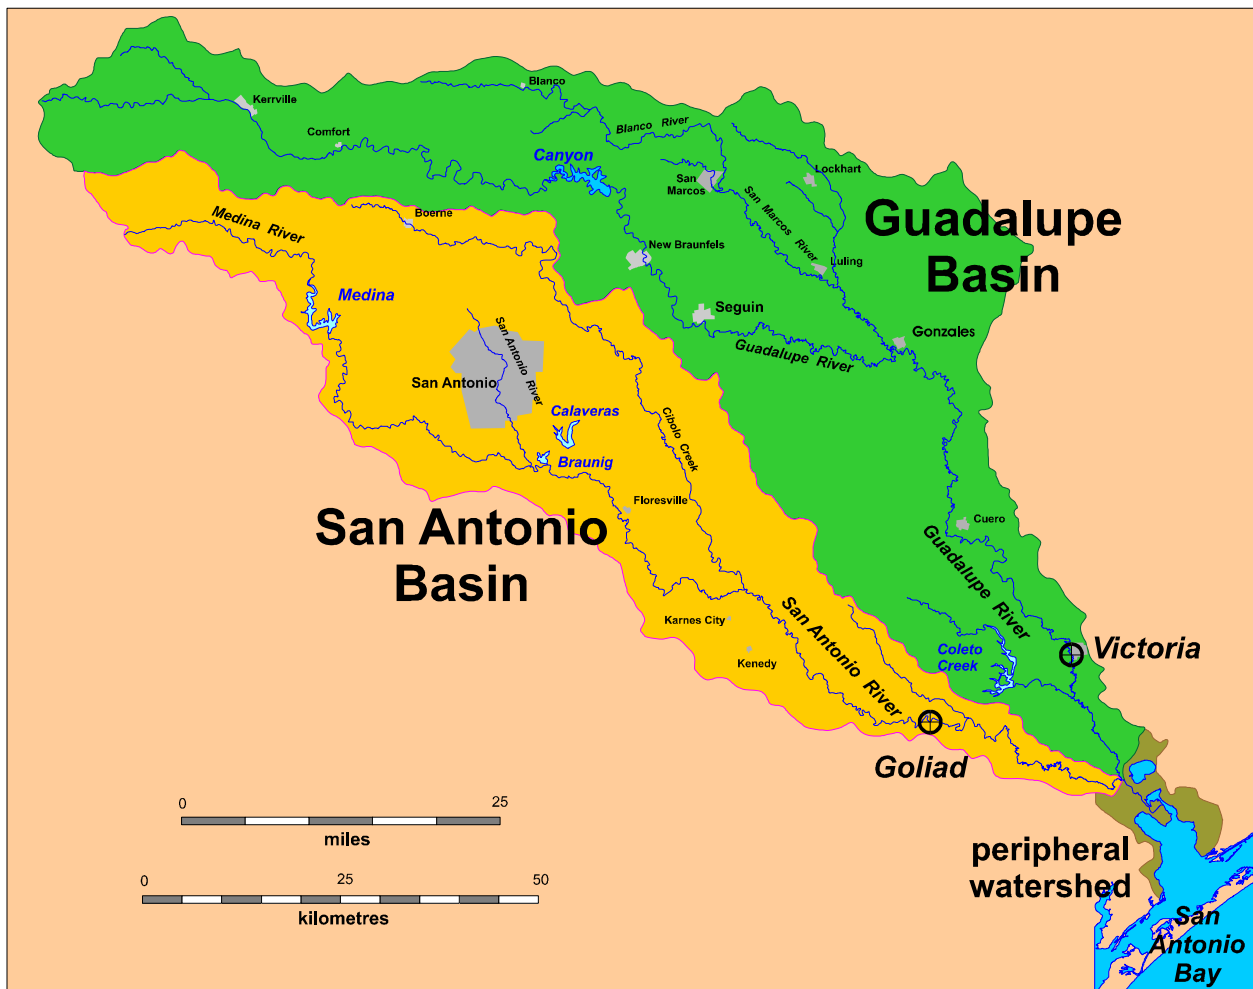 Blanco
Kerrville
Blanco River
Comfort
Canyon
Lockhart
San
Marcos
San Marcos River
Guadalupe
Basin
Medina River
Boerne
New Braunfels
Luling
Medina
Seguin
San Antonio River
Gonzales
Guadalupe River
San Antonio
Calaveras
Cibolo Creek
Braunig
Floresville
San Antonio
Basin
Cuero
Guadalupe River
Karnes City
San Antonio River
Kenedy
Coleto
Creek
Victoria
Goliad
0 25
miles
0 25 50
kilometres
peripheral
watershed
San
Antonio
Bay